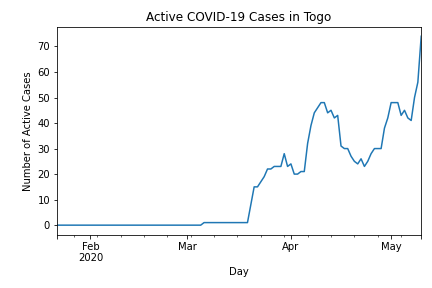 Active COVID-19 Cases in Togo
Number of Active Cases
70
60
50
40
30
20
10
0
Feb
2020
Mar
Apr
May
Day